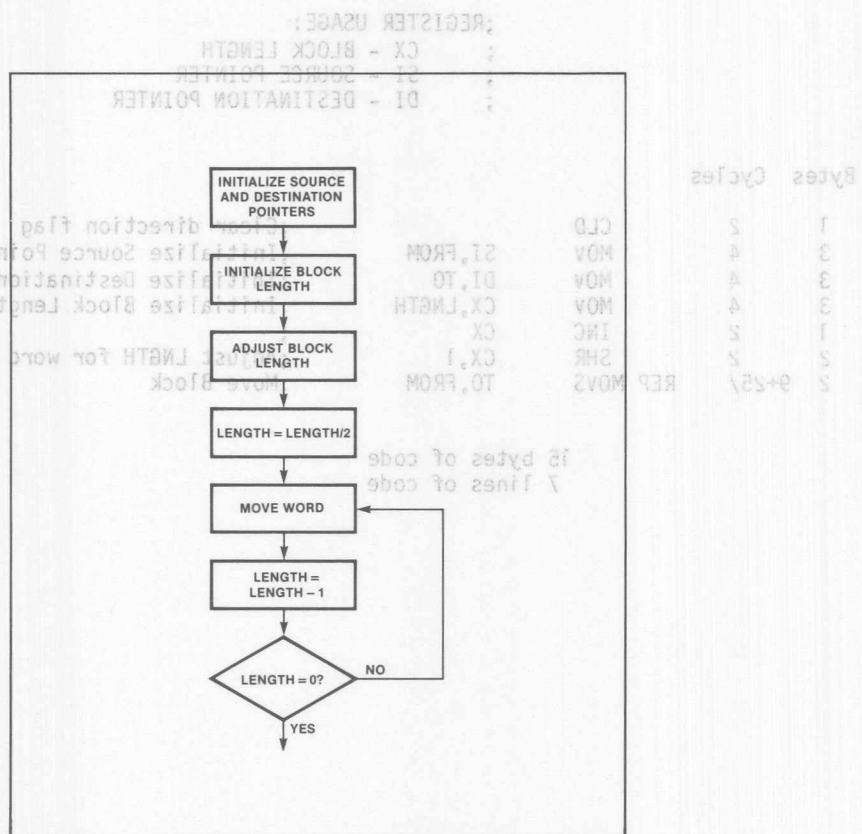 ;REGISTER USAGE:
; CX - BLOCK LENGTH
; SI - SOURCE POINTER
; DI - DESTINATION POINTER
Bytes Cycles
1 2 CLD ;Clear direction flag
3 4 MOV SI,FROM ;Initialize Source Poin
3 4 MOV DI,TO ;Initialize Destination
3 4 MOV CX,LNGTH ;Initialize Block Lengt
1 2 INC CX
2 2 SHR CX,1 ;Adjust LNGTH for word
2 9+25/ REP MOVS TO,FROM ;Move Block
15 bytes of code
7 lines of code
INITIALIZE SOURCE
AND DESTINATION
POINTERS
INITIALIZE BLOCK
LENGTH
ADJUST BLOCK
LENGTH
LENGTH = LENGTH/2
MOVE WORD
LENGTH =
LENGTH – 1
LENGTH = 0?
NO
YES